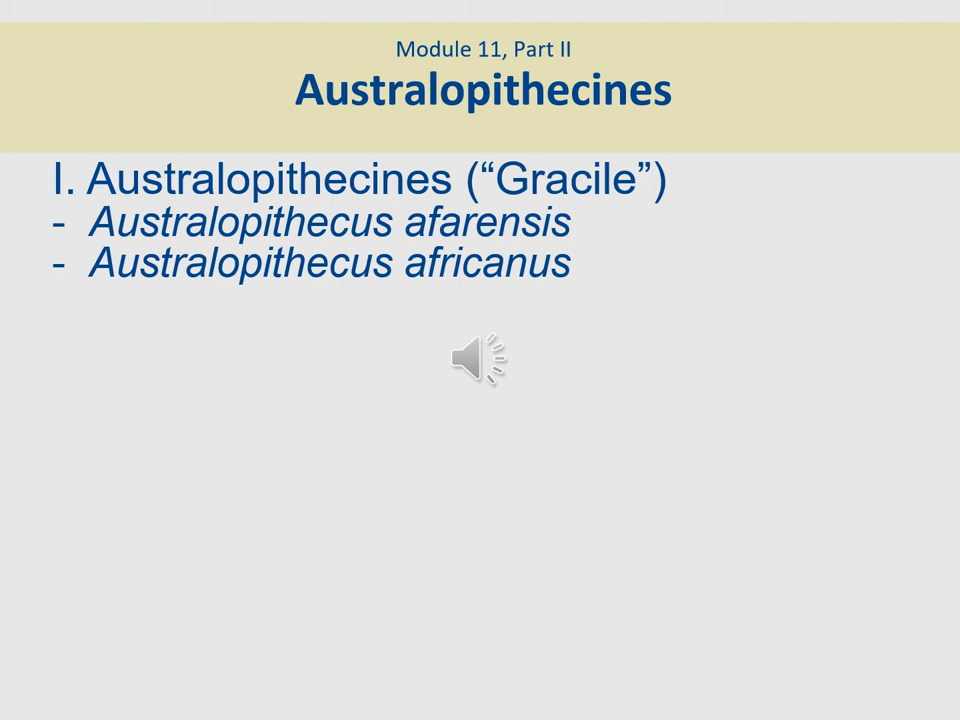 Module 11, Part II
Australopithecines
I. Australopithecines (“Gracile”)
- Australopithecus afarensis
- Australopithecus africanus